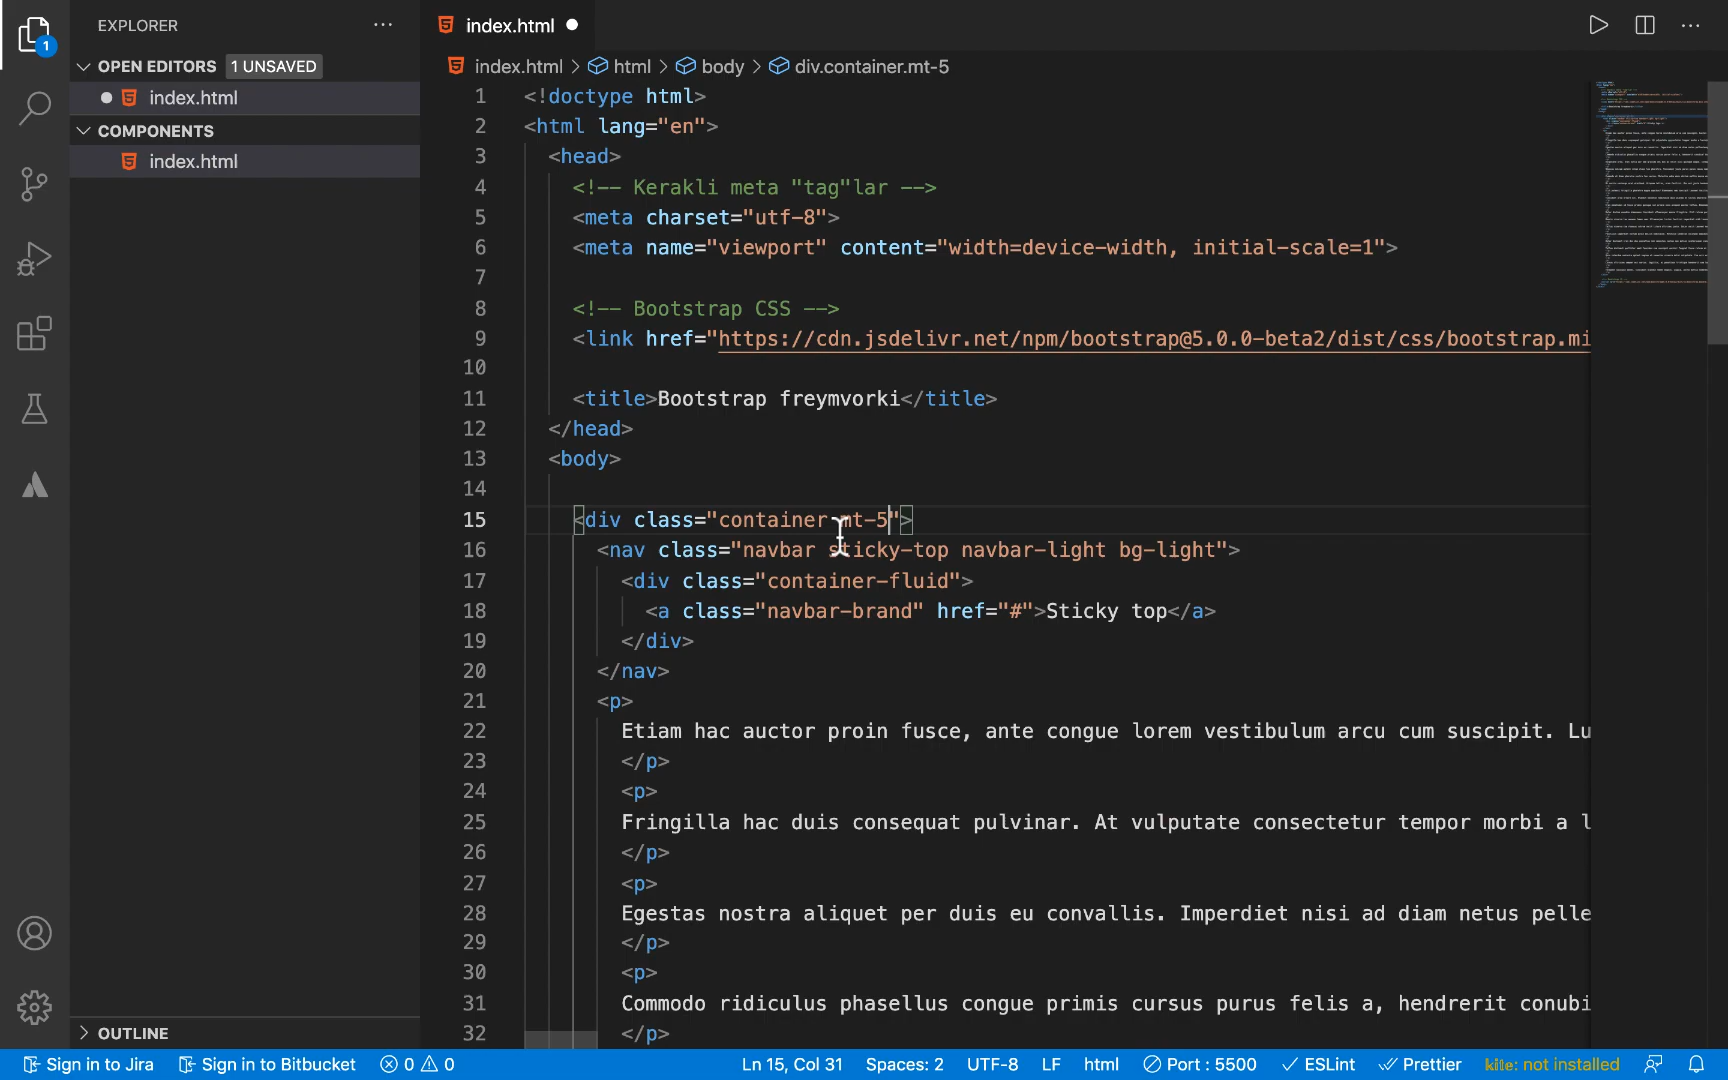 EXPLORER
index.html
1
OPEN EDITORS 1 UNSAVED
index.html > html > body > div.container.mt-5
index.html
COMPONENTS
index.html
1 <!doctype html>
2 <html lang="en">
3 <head>
4 <!-- Kerakli meta "tag"lar -->
5 <meta charset="utf-8">
6 <meta name="viewport" content="width=device-width, initial-scale=1">
7
8 <!-- Bootstrap CSS -->
9 <link href="https://cdn.jsdelivr.net/npm/bootstrap@5.0.0-beta2/dist/css/bootstrap.mi
10
11 <title>Bootstrap freymvorki</title>
12 </head>
13 <body>
14
15 <div class="container mt-5">
16 <nav class="navbar sticky-top navbar-light bg-light">
17 <div class="container-fluid">
18 <a class="navbar-brand" href="#">Sticky top</a>
19 </div>
20 </nav>
21 <p>
22 Etiam hac auctor proin fusce, ante congue lorem vestibulum arcu cum suscipit. Lu
23 </p>
24 <p>
25 Fringilla hac duis consequat pulvinar. At vulputate consectetur tempor morbi a l
26 </p>
27 <p>
28 Egestas nostra aliquet per duis eu convallis. Imperdiet nisi ad diam netus pelle
29 </p>
30 <p>
31 Commodo ridiculus phasellus congue primis cursus purus felis a, hendrerit conubi
32 </p>
OUTLINE
Sign in to Jira Sign in to Bitbucket 0 0 Ln 15, Col 31 Spaces: 2 UTF-8 LF html Port : 5500 ESLint Prettier kite: not installed